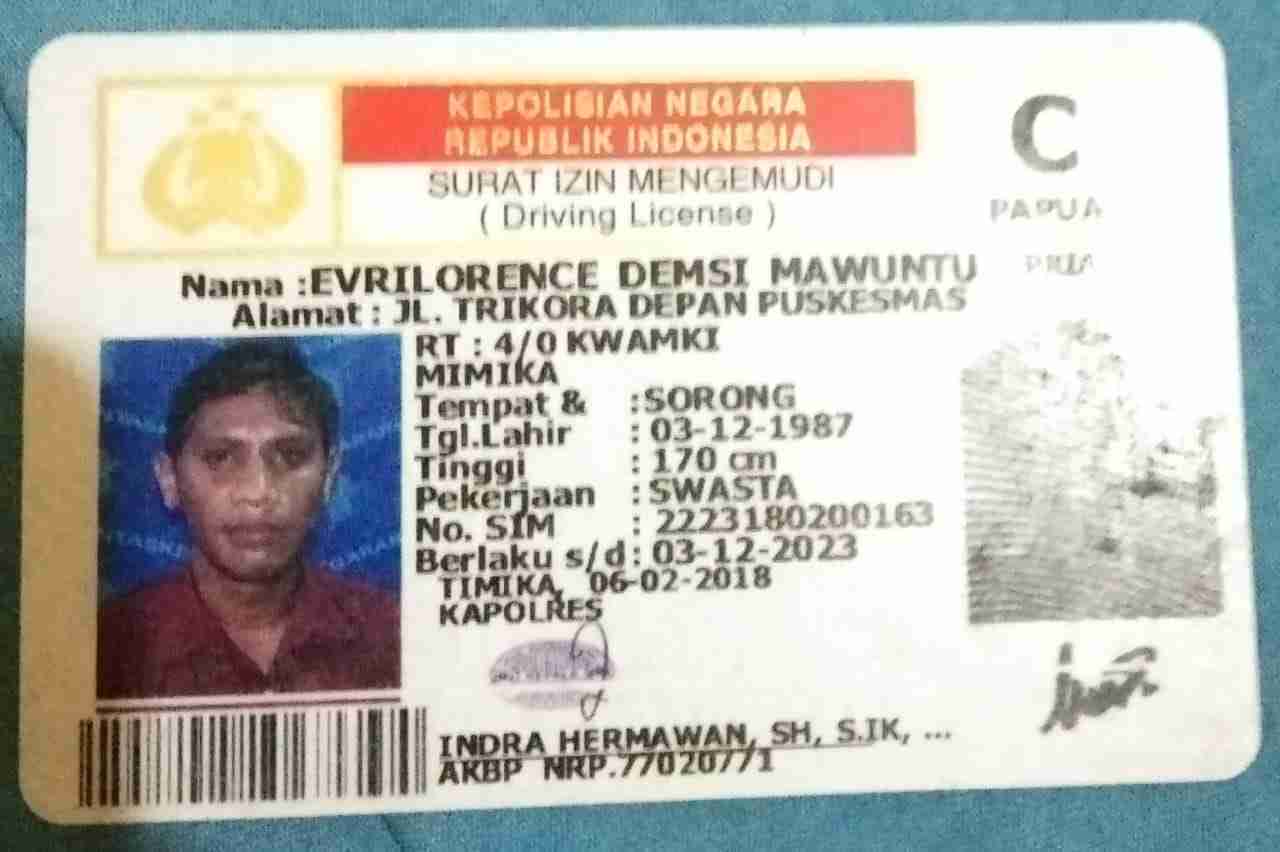 KEPOLISIAN NEGARA
REPUBLIK INDONESIA
SURAT IZIN MENGEMUDI
( Driving License )
C
PAPUA
PRIA
Nama :EVRILORENCE DEMSI MAWUNTU
Alamat : JL. TRIKORA DEPAN PUSKESMAS
RT : 4/0 KWAMKI
MIMIKA
Tempat & :SORONG
Tgl.Lahir : 03-12-1987
Tinggi : 170 cm
Pekerjaan : SWASTA
No. SIM : 2223180200163
Berlaku s/d: 03-12-2023
TIMIKA, 06-02-2018
KAPOLRES
INDRA HERMAWAN, SH, S.IK, ...
AKBP NRP.77020771